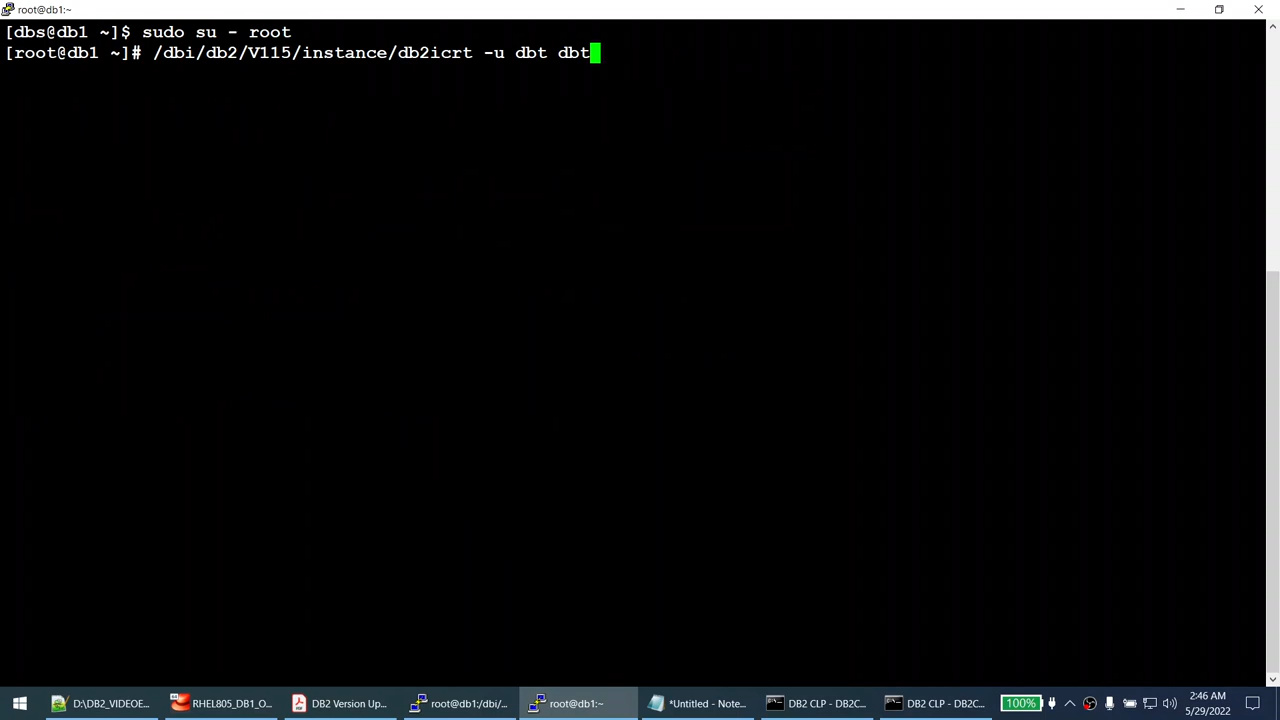 root@db1:~
[dbs@db1 ~]$ sudo su - root
[root@db1 ~]# /dbi/db2/V115/instance/db2icrt -u dbt dbt
D:\DB2_VIDEOE...
RHEL805_DB1_O...
DB2 Version Up...
root@db1:/dbi/...
root@db1:~
*Untitled - Note...
DB2 CLP - DB2C...
DB2 CLP - DB2C...
100%
2:46 AM
5/29/2022